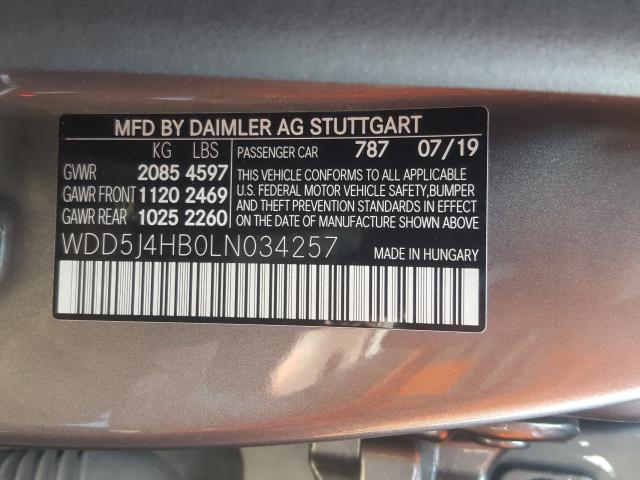 MFD BY DAIMLER AG STUTTGART
KG LBS
GVWR 2085 4597
GAWR FRONT 1120 2469
GAWR REAR 1025 2260
PASSENGER CAR 787 07/19
THIS VEHICLE CONFORMS TO ALL APPLICABLE
U.S. FEDERAL MOTOR VEHICLE SAFETY,BUMPER
AND THEFT PREVENTION STANDARDS IN EFFECT
ON THE DATE OF MANUFACTURE SHOWN ABOVE.
WDD5J4HB0LN034257
MADE IN HUNGARY